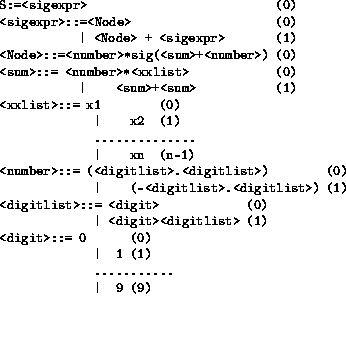 S:=<sigexpr> (0)
<sigexpr>::=<Node> (0)
| <Node> + <sigexpr> (1)
<Node>::=<number>*sig(<sum>+<number>) (0)
<sum>::= <number>*<xxlist> (0)
| <sum>+<sum> (1)
<xxlist>::= x1 (0)
| x2 (1)
..............
| xn (n-1)
<number>::= (<digitlist>.<digitlist>) (0)
| (-<digitlist>.<digitlist>) (1)
<digitlist>::= <digit> (0)
| <digit><digitlist> (1)
<digit>::= 0 (0)
| 1 (1)
...........
| 9 (9)